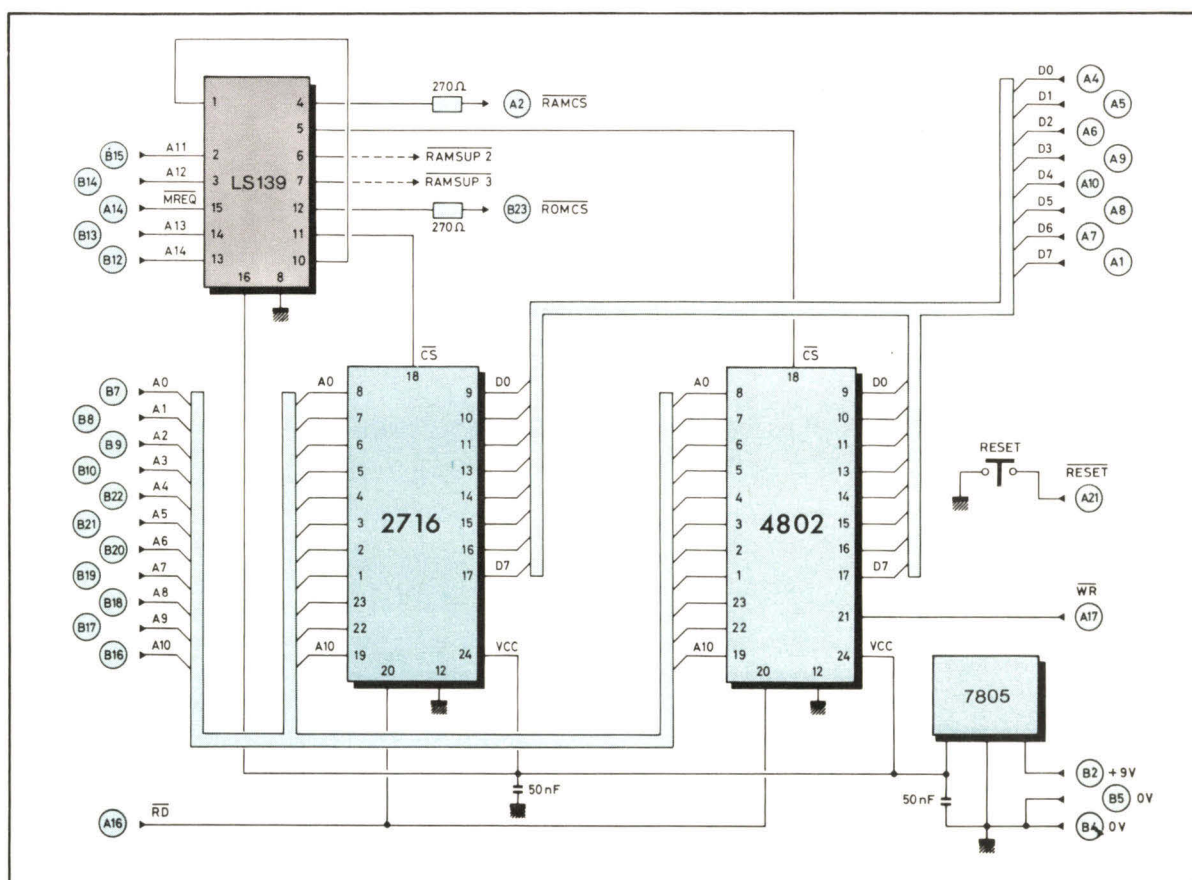 LS139
1
2
3
15
14
13
16
8
4
5
6
7
12
11
10
270Ω
A2 RAMCS
RAMSUP 2
RAMSUP 3
270Ω
B23 ROMCS
B15 A11
B14 A12
A14 MREQ
B13 A13
B12 A14
D0 A4
D1 A5
D2 A6
D3 A9
D4 A10
D5 A8
D6 A7
D7 A1
B7 A0
B8 A1
B9 A2
B10 A3
B22 A4
B21 A5
B20 A6
B19 A7
B18 A8
B17 A9
B16 A10
CS
18
A0 8
7
6
5
4
3
2
1
23
22
A10 19
2716
9 D0
10
11
13
14
15
16
17 D7
24 VCC
20
12
CS
18
A0 8
7
6
5
4
3
2
1
23
22
A10 19
4802
9 D0
10
11
13
14
15
16
17 D7
21
24 VCC
20
12
RESET
RESET
A21
WR
A17
7805
B2 +9V
B5 0V
B4 0V
50nF
50nF
A16 RD